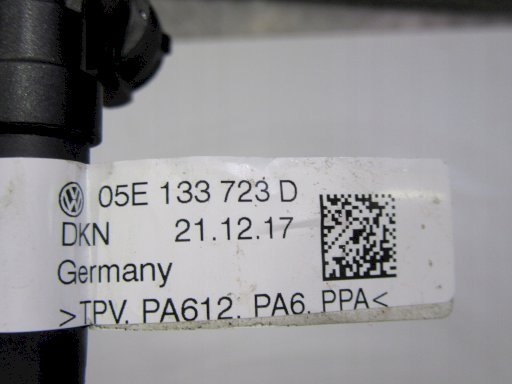 05E 133 723 D
DKN 21.12.17
Germany
>TPV, PA612, PA6, PPA<